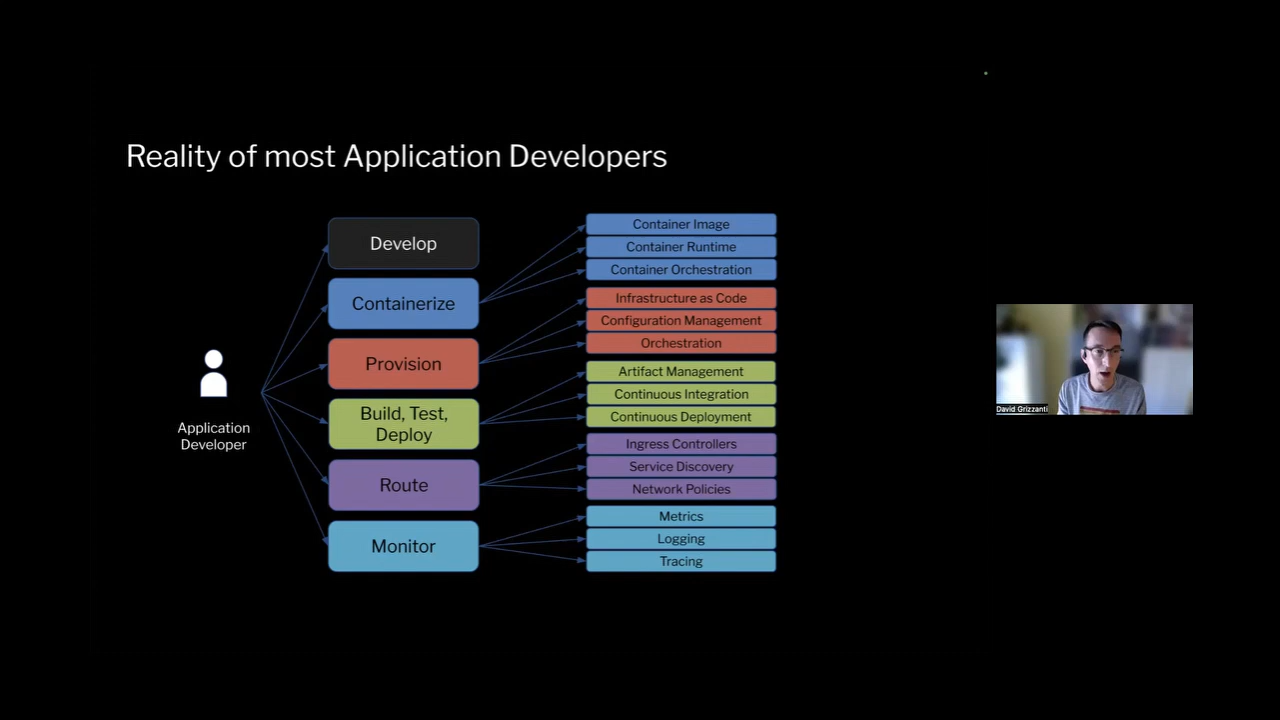 Reality of most Application Developers
Application
Developer
Develop
Containerize
Provision
Build, Test,
Deploy
Route
Monitor
Container Image
Container Runtime
Container Orchestration
Infrastructure as Code
Configuration Management
Orchestration
Artifact Management
Continuous Integration
Continuous Deployment
Ingress Controllers
Service Discovery
Network Policies
Metrics
Logging
Tracing
David Grizzanti